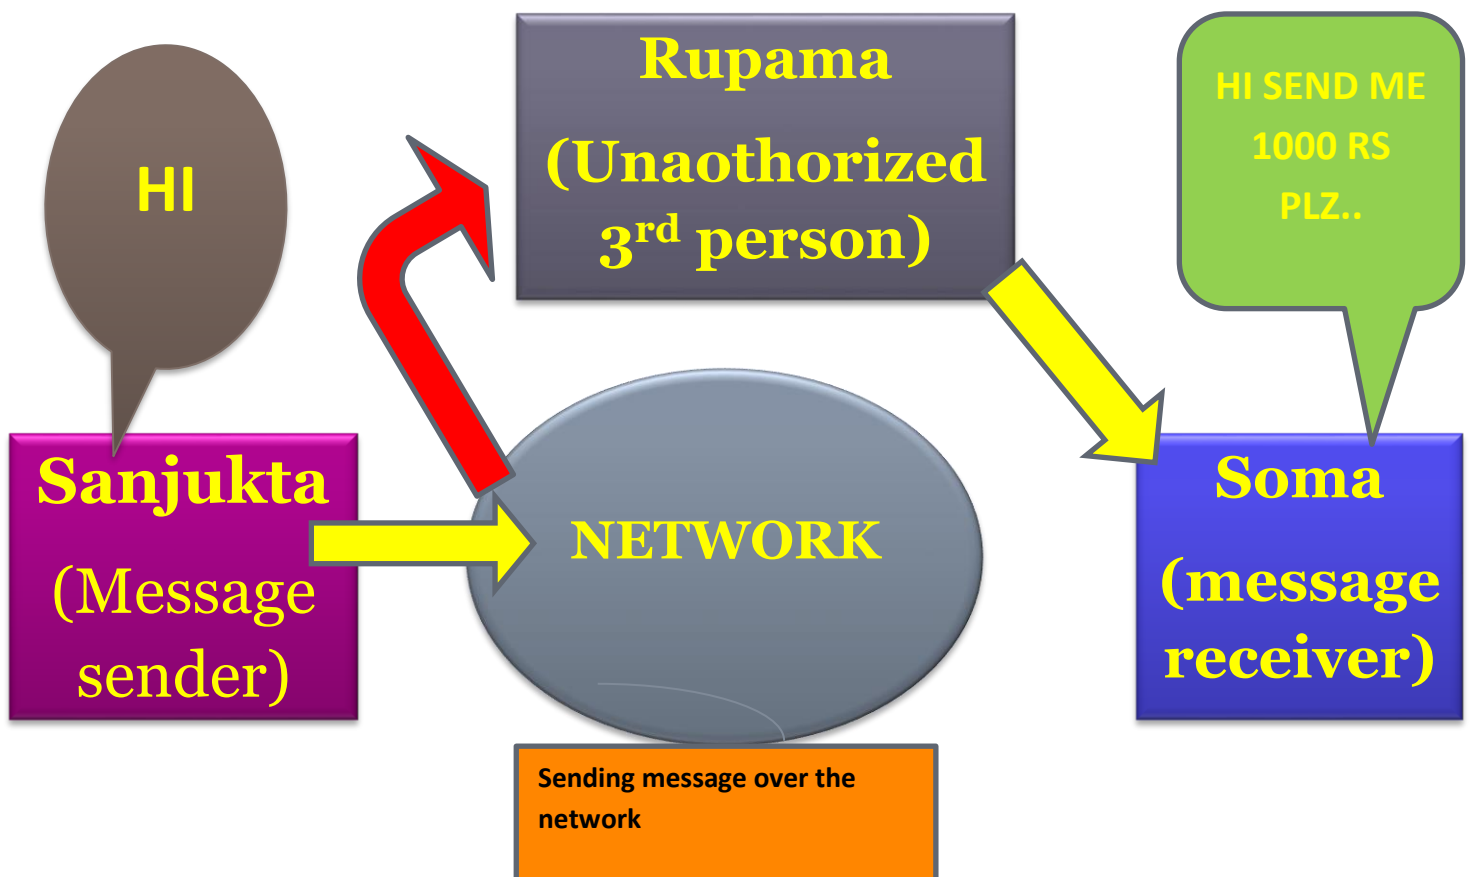 HI
Rupama
(Unaothorized
3rd person)
HI SEND ME
1000 RS
PLZ..
Sanjukta
(Message
sender)
NETWORK
Soma
(message
receiver)
Sending message over the
network